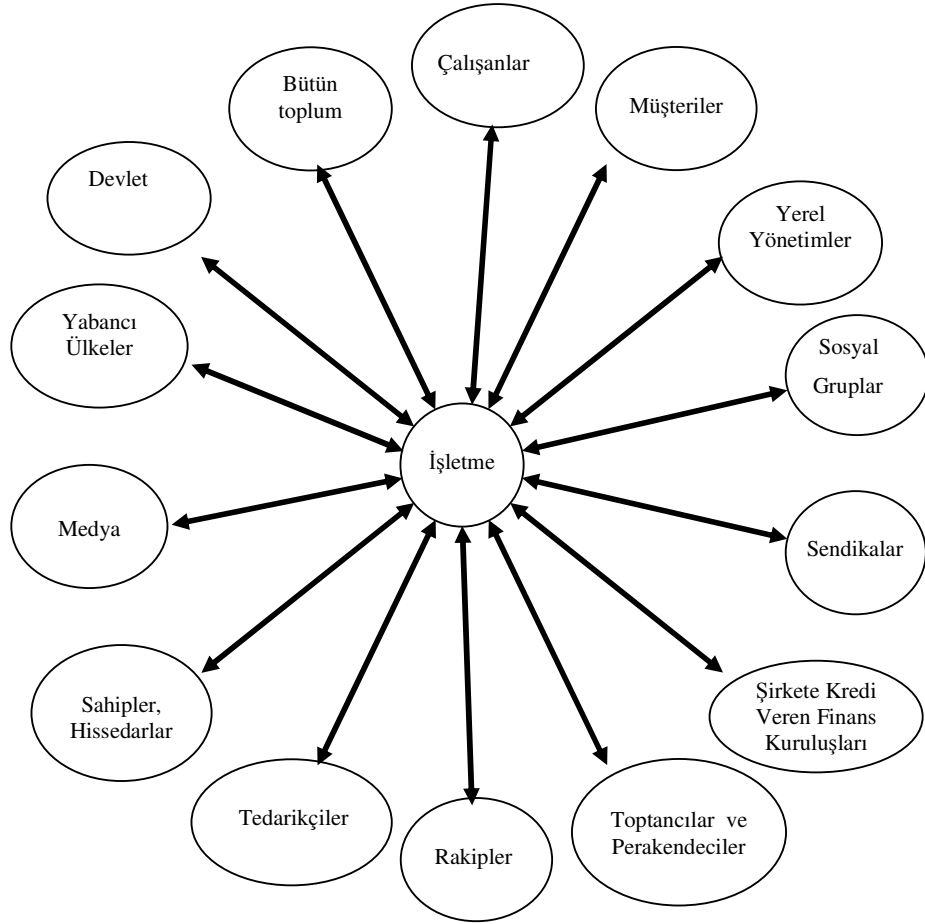 Çalışanlar
Bütün
toplum
Müşteriler
Devlet
Yerel
Yönetimler
Yabancı
Ülkeler
Sosyal
Gruplar
İşletme
Medya
Sendikalar
Sahipler,
Hissedarlar
Şirkete Kredi
Veren Finans
Kuruluşları
Tedarikçiler
Rakipler
Toptancılar ve
Perakendeciler